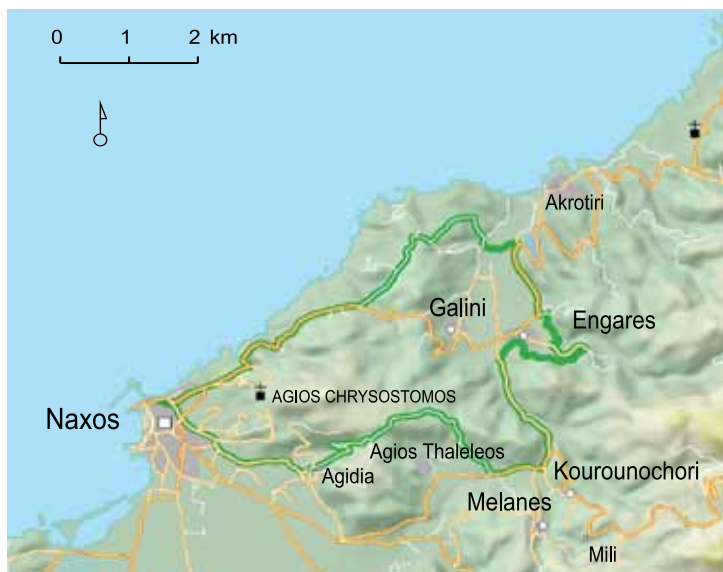 0 1 2 km
Akrotiri
Galini
Engares
AGIOS CHRYSOSTOMOS
Naxos
Agios Thaleleos
Agidia
Kourounochori
Melanes
Mili